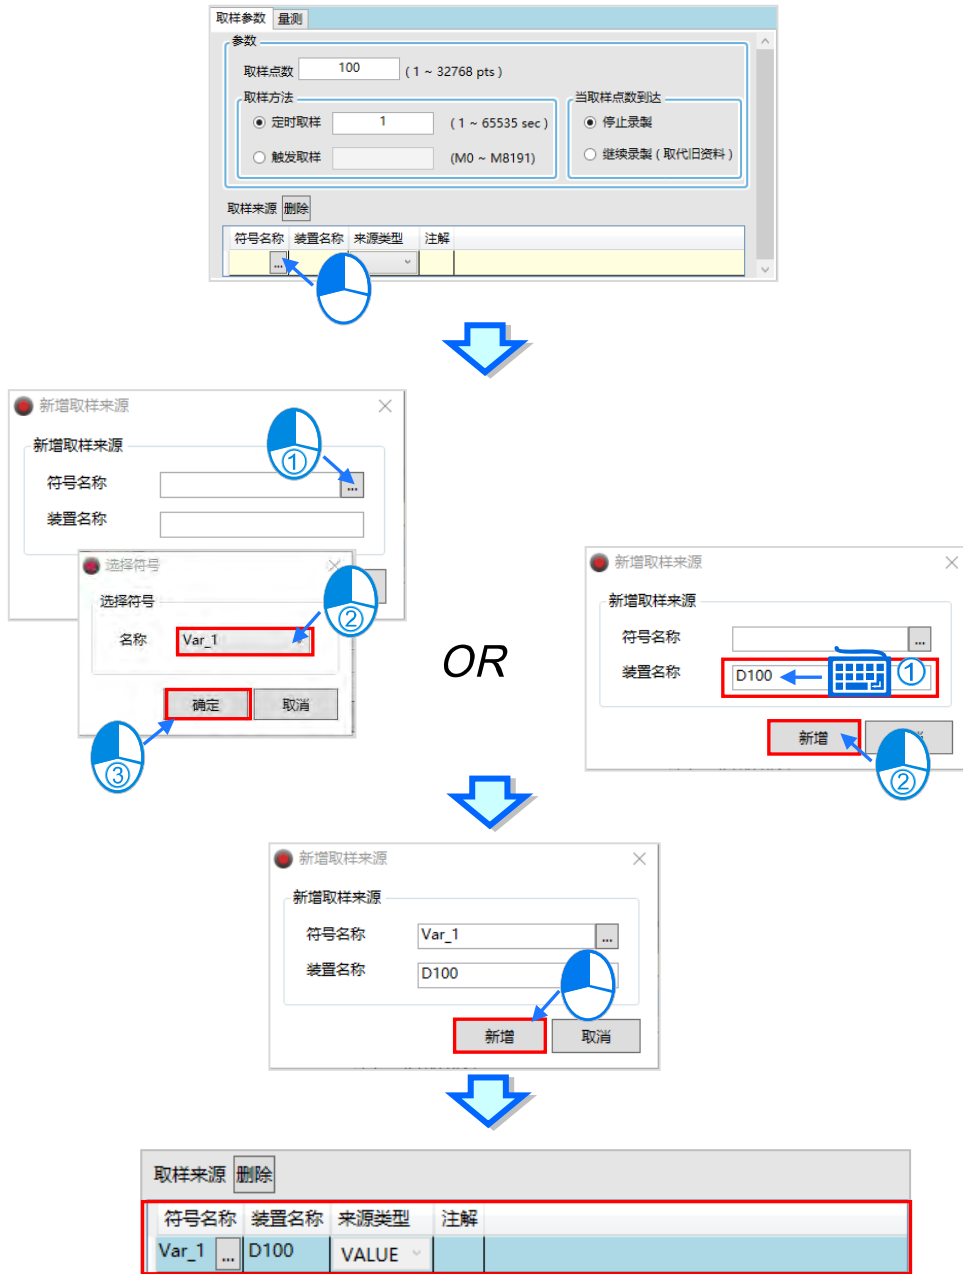 取样参数 量测
参数
取样点数 100 ( 1 ~ 32768 pts )
取样方法
定时取样 1 ( 1 ~ 65535 sec )
触发取样 (M0 ~ M8191)
当取样点数到达
停止录製
继续录製 ( 取代旧资料 )
取样来源 删除
符号名称 装置名称 来源类型 注解
...
新增取样来源
新增取样来源
符号名称 ...
装置名称
①
选择符号
选择符号
名称 Var_1
②
确定 取消
③
OR
新增取样来源
新增取样来源
符号名称 ...
装置名称 D100 ①
新增
②
新增取样来源
新增取样来源
符号名称 Var_1 ...
装置名称 D100
新增 取消
取样来源 删除
符号名称 装置名称 来源类型 注解
Var_1 ... D100 VALUE